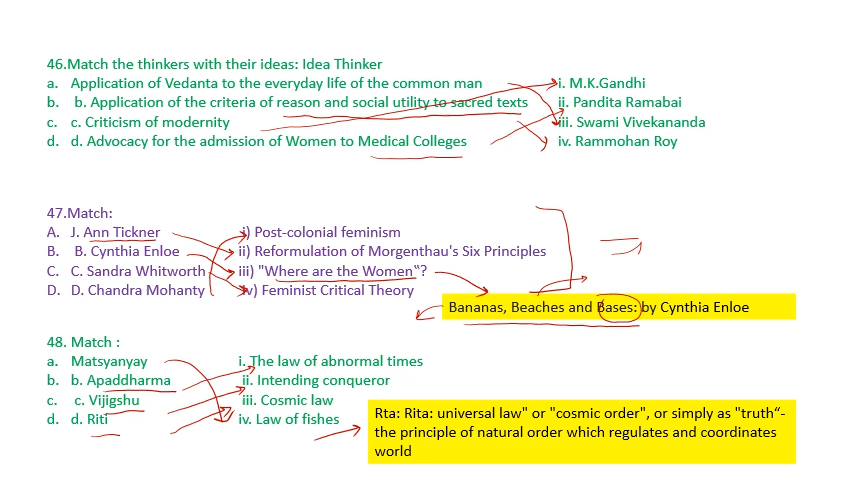 46.Match the thinkers with their ideas: Idea Thinker
a. Application of Vedanta to the everyday life of the common man i. M.K.Gandhi
b. b. Application of the criteria of reason and social utility to sacred texts ii. Pandita Ramabai
c. c. Criticism of modernity iii. Swami Vivekananda
d. d. Advocacy for the admission of Women to Medical Colleges iv. Rammohan Roy
47.Match:
A. J. Ann Tickner i) Post-colonial feminism
B. B. Cynthia Enloe ii) Reformulation of Morgenthau's Six Principles
C. C. Sandra Whitworth iii) "Where are the Women‟?
D. D. Chandra Mohanty iv) Feminist Critical Theory
Bananas, Beaches and Bases: by Cynthia Enloe
48. Match :
a. Matsyanyay i. The law of abnormal times
b. b. Apaddharma ii. Intending conqueror
c. c. Vijigshu iii. Cosmic law
d. d. Riti iv. Law of fishes
Rta: Rita: universal law" or "cosmic order", or simply as "truth“-
the principle of natural order which regulates and coordinates
world